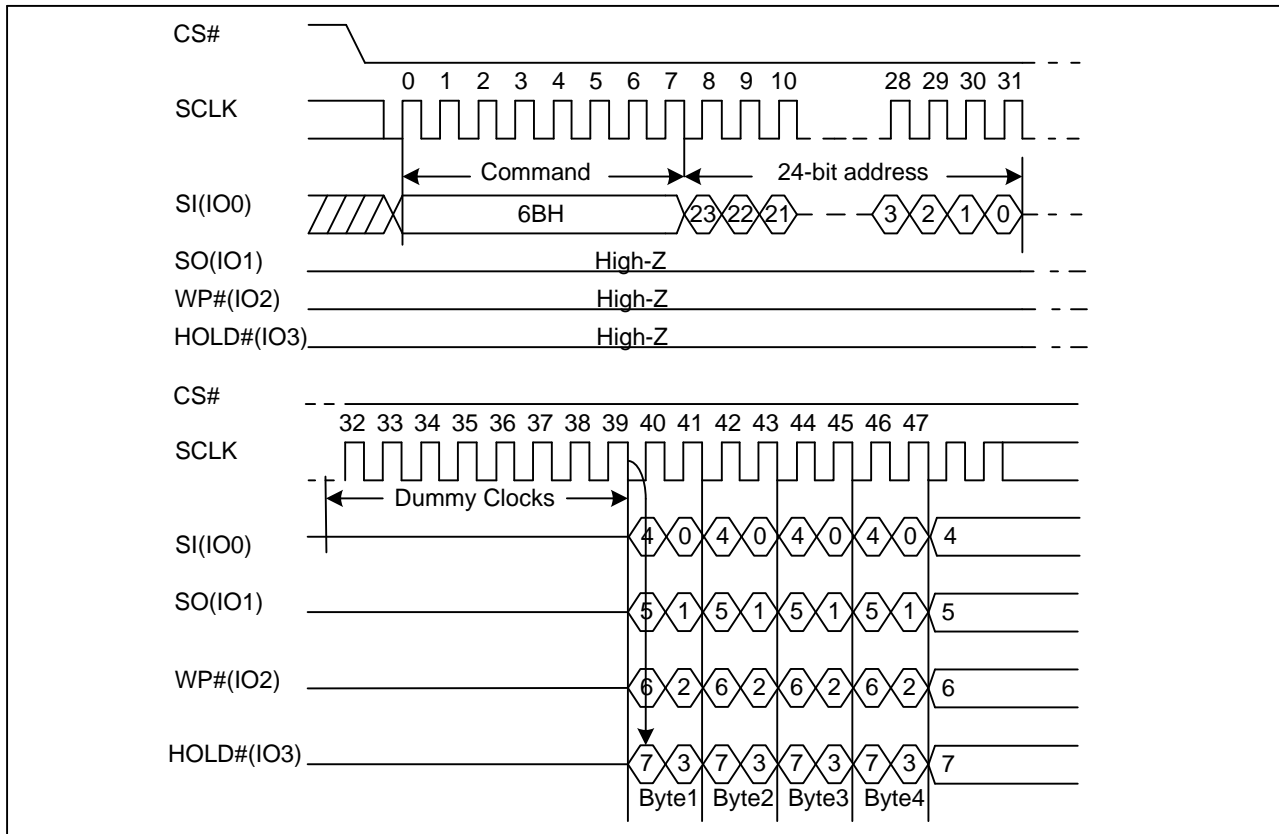 CS#
0 1 2 3 4 5 6 7 8 9 10 28 29 30 31
SCLK
Command 24-bit address
SI(IO0) 6BH 23 22 21 3 2 1 0
SO(IO1) High-Z
WP#(IO2) High-Z
HOLD#(IO3) High-Z
CS#
32 33 34 35 36 37 38 39 40 41 42 43 44 45 46 47
SCLK
Dummy Clocks
SI(IO0) 4 0 4 0 4 0 4 0 4
SO(IO1) 5 1 5 1 5 1 5 1 5
WP#(IO2) 6 2 6 2 6 2 6 2 6
HOLD#(IO3) 7 3 7 3 7 3 7 3 7
Byte1 Byte2 Byte3 Byte4